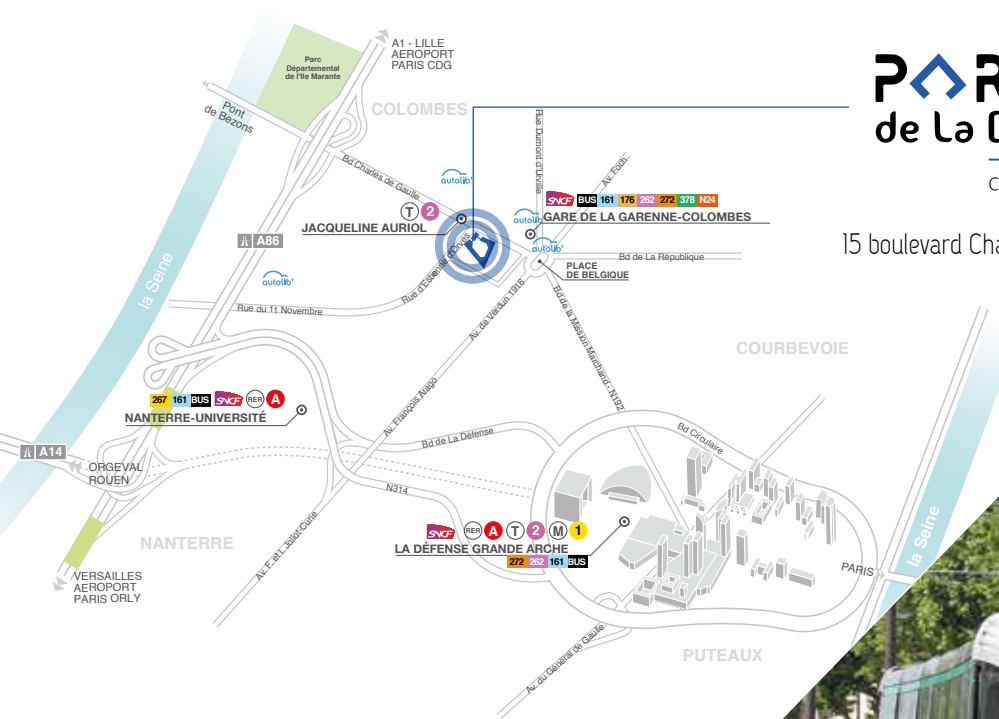 A1 - LILLE
AEROPORT
PARIS CDG
Parc
Départemental
de l'Ile Marante
Pont
de Bezons
COLOMBES
Bd Charles de Gaulle
Rue Dumont d'Urville
Av. Foch
autolib'
T 2
JACQUELINE AURIOL
SNCF BUS 161 176 262 272 378 N24
autolib'
GARE DE LA GARENNE-COLOMBES
autolib'
A86
Rue d'Estienne d'Orves
PLACE
DE BELGIQUE
Bd de La République
la Seine
autolib'
Rue du 11 Novembre
Av. de Verdun 1916
Bd de la Mission Marchand - N192
COURBEVOIE
267 161 BUS SNCF RER A
NANTERRE-UNIVERSITÉ
Av. François Arago
Bd de La Défense
Bd Circulaire
A14
ORGEVAL
ROUEN
N314
SNCF RER A T 2 M 1
LA DÉFENSE GRANDE ARCHE
272 262 161 BUS
NANTERRE
Av. F. et I. Joliot-Curie
la Seine
PARIS
VERSAILLES
AEROPORT
PARIS ORLY
Av. du Général de Gaulle
PUTEAUX
de La
15 boulevard Cha